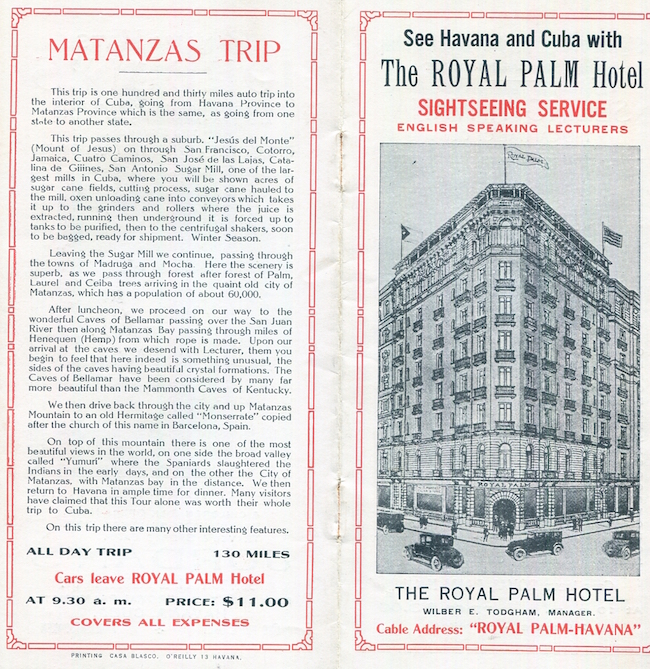 MATANZAS TRIP
This trip is one hundred and thirty miles auto trip into
the interior of Cuba, going from Havana Province to
Matanzas Province which is the same, as going from one
state to another state.
This trip passes through a suburb. "Jesús del Monte"
(Mount of Jesus) on through San Francisco, Cotorro,
Jamaica, Cuatro Caminos, San José de las Lajas, Cata-
lina de Güines, San Antonio Sugar Mill, one of the lar-
gest mills in Cuba, where you will be shown acres of
sugar cane fields, cutting process, sugar cane hauled to
the mill, oxen unloading cane into conveyors which takes
it up to the grinders and rollers where the juice is
extracted, running then underground it is forced up to
tanks to be purified, then to the centrifugal shakers, soon
to be bagged, ready for shipment. Winter Season.
Leaving the Sugar Mill we continue, passing through
the towns of Madruga and Mocha. Here the scenery is
superb, as we pass through forest after forest of Palm,
Laurel and Ceiba trees arriving in the quaint old city of
Matanzas, which has a population of about 60,000.
After luncheon, we proceed on our way to the
wonderful Caves of Bellamar passing over the San Juan
River then along Matanzas Bay passing through miles of
Henequen (Hemp) from which rope is made. Upon our
arrival at the caves we desend with Lecturer, them you
begin to feel that here indeed is something unusual, the
sides of the caves having beautiful crystal formations. The
Caves of Bellamar have been considered by many far
more beautiful than the Mammonth Caves of Kentucky.
We then drive back through the city and up Matanzas
Mountain to an old Hermitage called "Monserrate" copied
after the church of this name in Barcelona, Spain.
On top of this mountain there is one of the most
beautiful views in the world, on one side the broad valley
called "Yumuri" where the Spaniards slaughtered the
Indians in the early days, and on the other the City of
Matanzas, with Matanzas bay in the distance. We then
return to Havana in ample time for dinner. Many visitors
have claimed that this Tour alone was worth their whole
trip to Cuba.
On this trip there are many other interesting features.
ALL DAY TRIP 130 MILES
Cars leave ROYAL PALM Hotel
AT 9.30 a. m. PRICE: $11.00
COVERS ALL EXPENSES
PRINTING CASA BLASCO. O'REILLY 13 HAVANA.
See Havana and Cuba with
The ROYAL PALM Hotel
SIGHTSEEING SERVICE
ENGLISH SPEAKING LECTURERS
ROYAL PALM
ROYAL PALM
THE ROYAL PALM HOTEL
WILBER E. TODGHAM, MANAGER.
Cable Address: "ROYAL PALM-HAVANA"